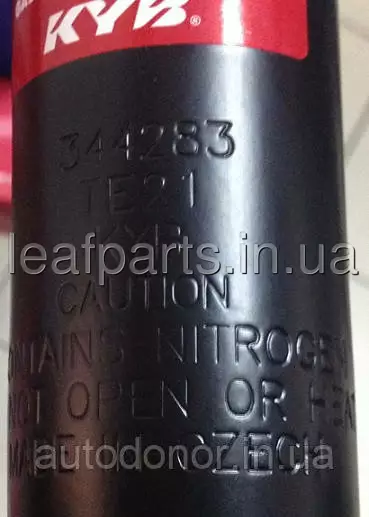 KYB
344283
TE21
KYB
leafparts.in.ua
CAUTION
CONTAINS NITROGEN
NOT OPEN OR HEAT
MADE IN CZECH
autodonor.in.ua